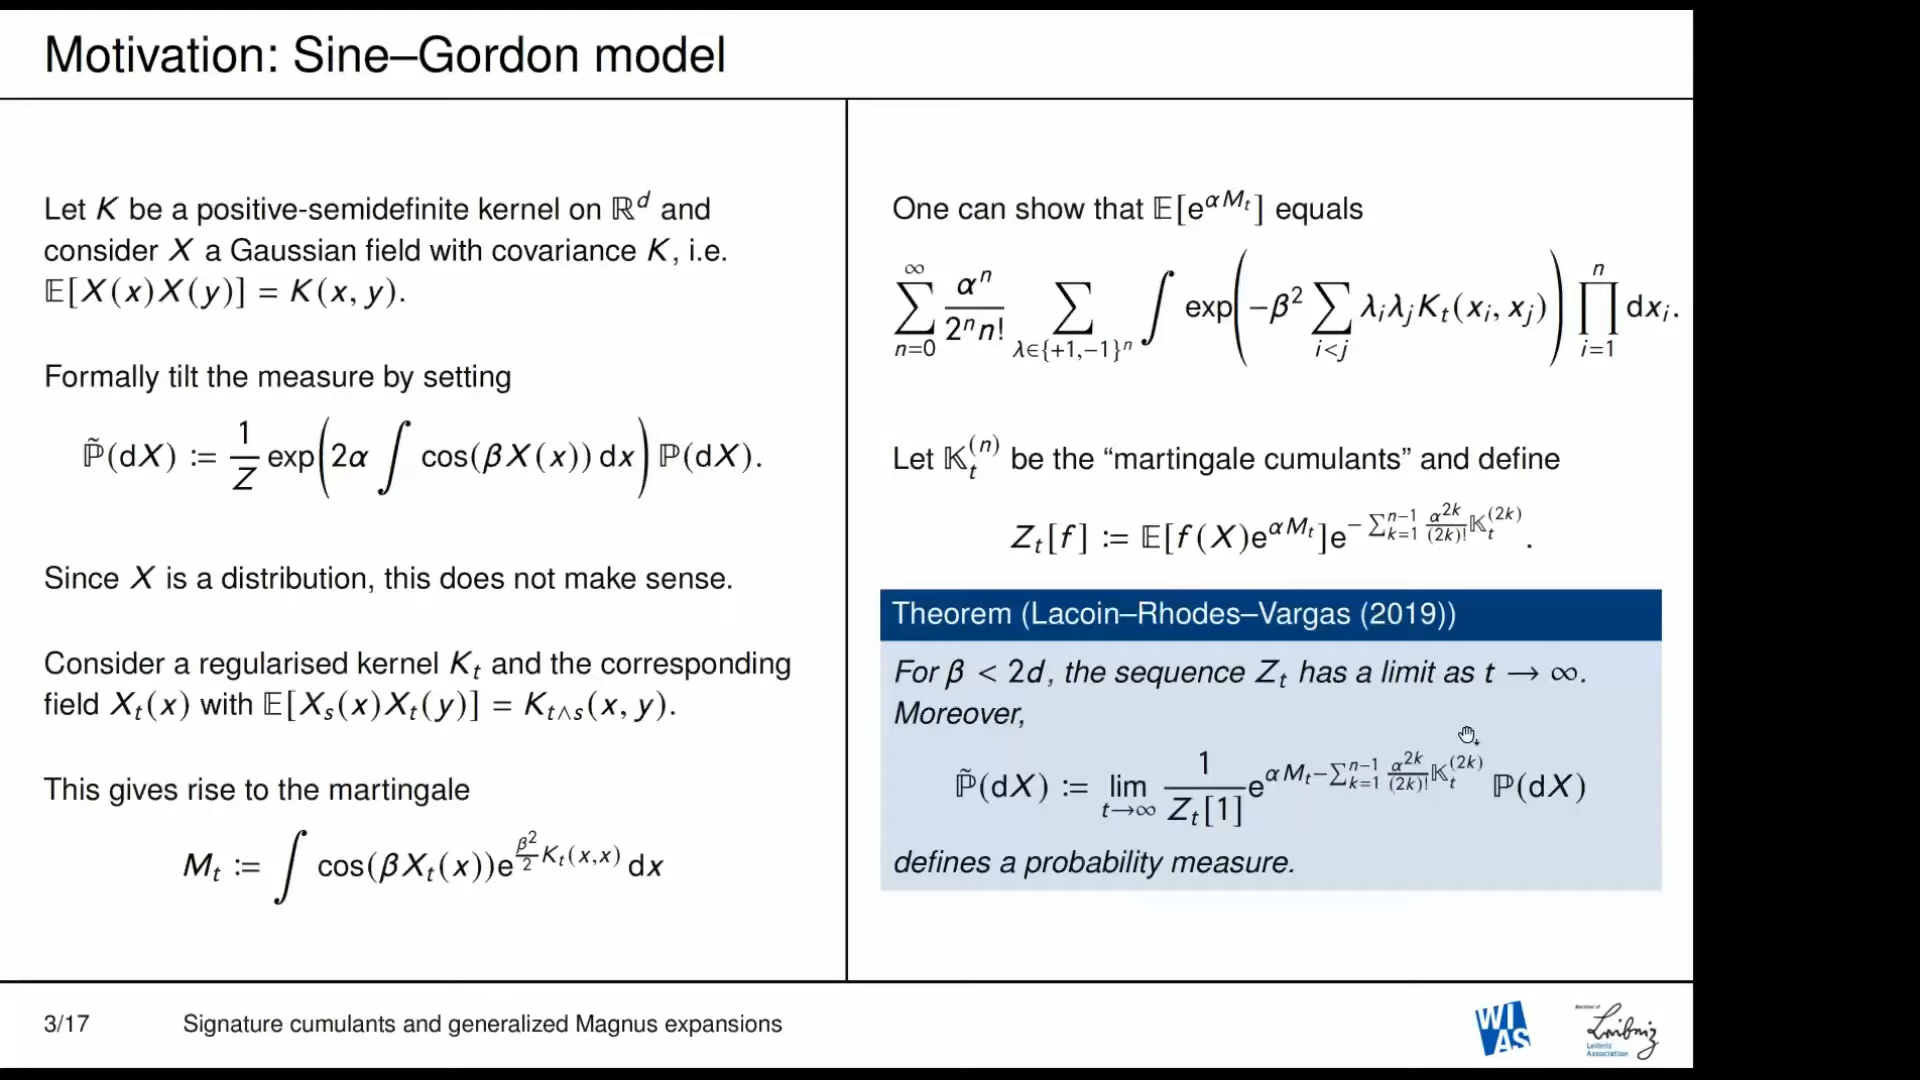 Motivation: Sine–Gordon model
Let K be a positive-semidefinite kernel on ℝ^d and
consider X a Gaussian field with covariance K, i.e.
𝔼[X(x)X(y)] = K(x, y).
Formally tilt the measure by setting
ℙ̃(dX) := 1/Z exp(2α ∫ cos(βX(x)) dx) ℙ(dX).
Since X is a distribution, this does not make sense.
Consider a regularised kernel K_t and the corresponding
field X_t(x) with 𝔼[X_s(x)X_t(y)] = K_{t∧s}(x, y).
This gives rise to the martingale
M_t := ∫ cos(βX_t(x))e^{β²/2 K_t(x,x)} dx
One can show that 𝔼[e^{αM_t}] equals
∑_{n=0}^{∞} α^n/(2^n n!) ∑_{λ∈{+1,−1}^n} ∫ exp(−β² ∑_{i<j} λ_iλ_jK_t(x_i, x_j)) ∏_{i=1}^{n} dx_i.
Let 𝕂_t^{(n)} be the “martingale cumulants” and define
Z_t[f] := 𝔼[f(X)e^{αM_t}]e^{−∑_{k=1}^{n−1} α^{2k}/(2k)! 𝕂_t^{(2k)}}.
Theorem (Lacoin–Rhodes–Vargas (2019))
For β < 2d, the sequence Z_t has a limit as t → ∞.
Moreover,
ℙ̃(dX) := lim_{t→∞} 1/Z_t[1] e^{αM_t−∑_{k=1}^{n−1} α^{2k}/(2k)! 𝕂_t^{(2k)}} ℙ(dX)
defines a probability measure.
3/17 Signature cumulants and generalized Magnus expansions
WI
AS
Leibniz
Leibniz
Association